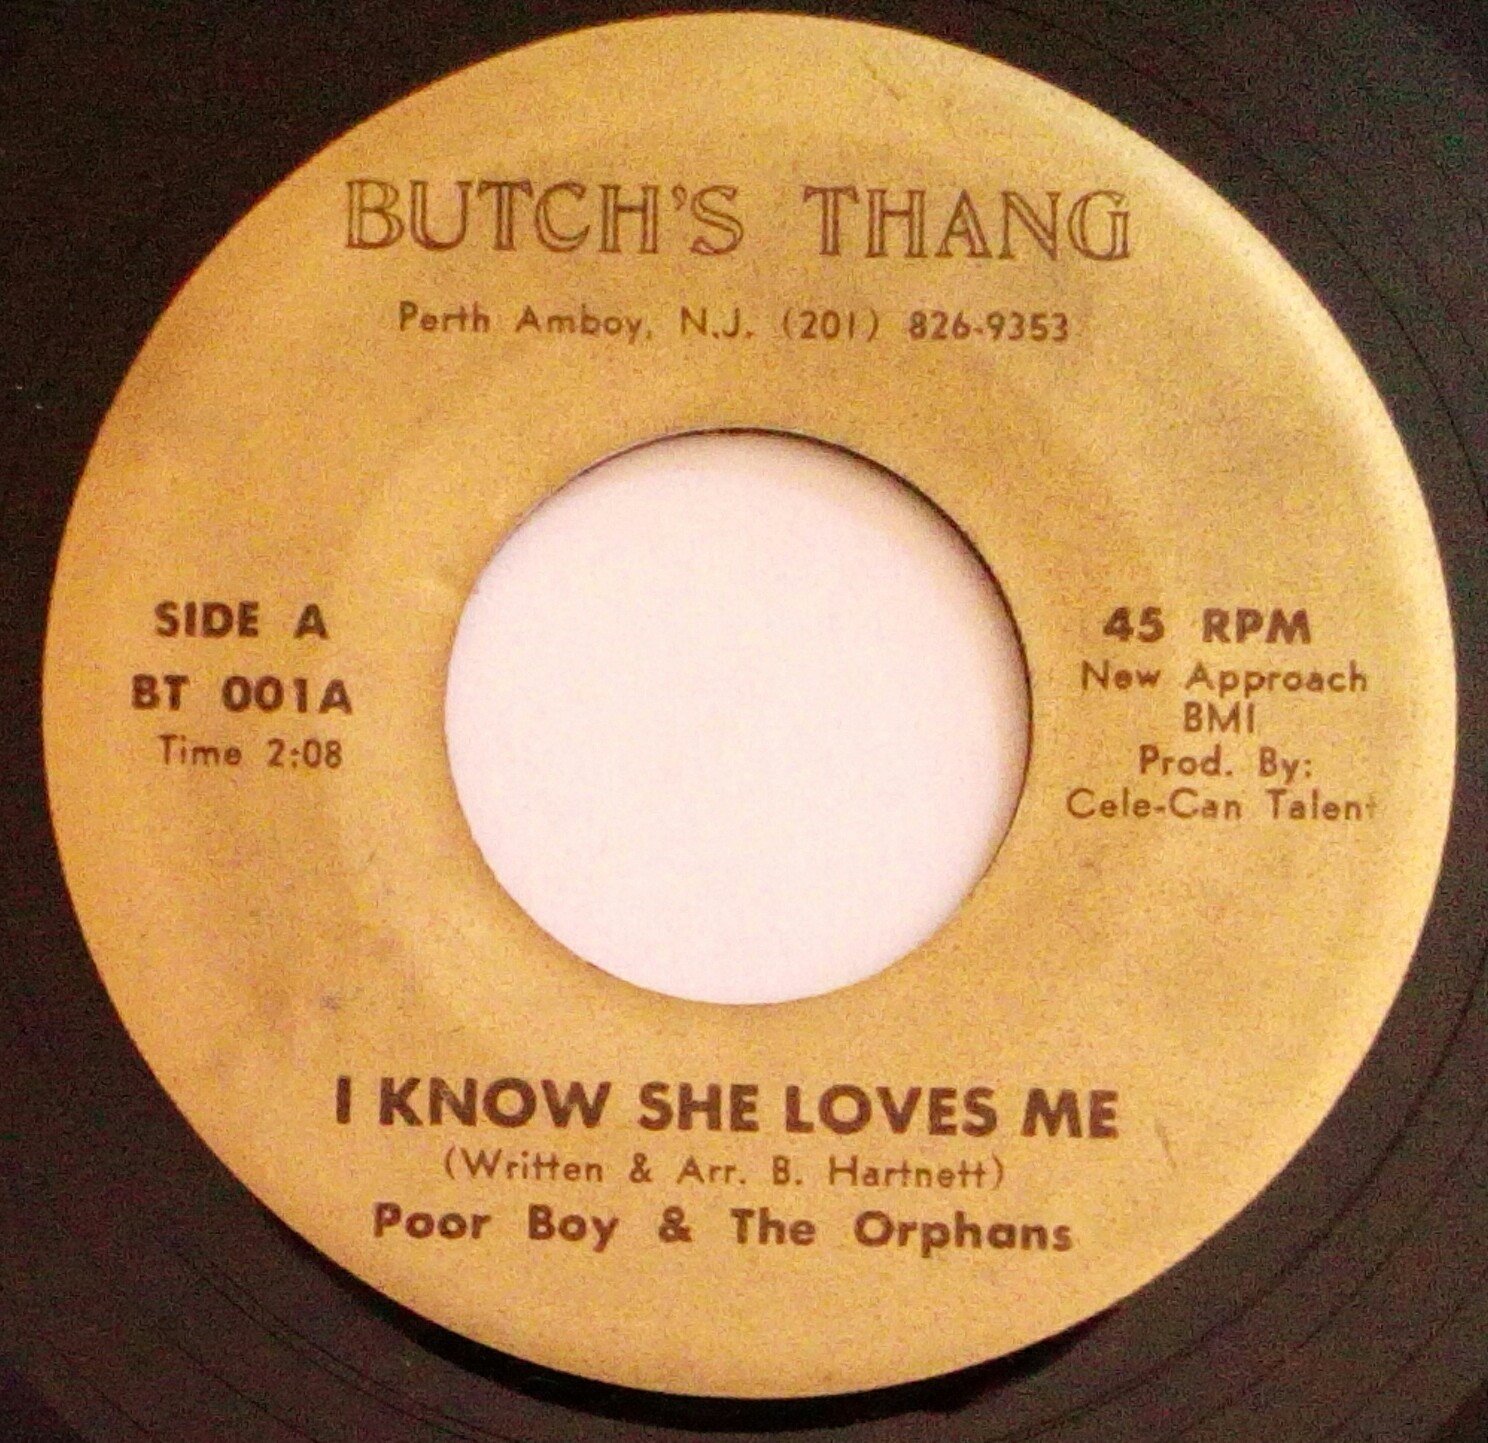 BUTCH'S THANG
Perth Amboy, N.J. (201) 826-9353
SIDE A
BT 001A
Time 2:08
45 RPM
New Approach
BMI
Prod. By:
Cele-Can Talent
I KNOW SHE LOVES ME
(Written & Arr. B. Hartnett)
Poor Boy & The Orphans